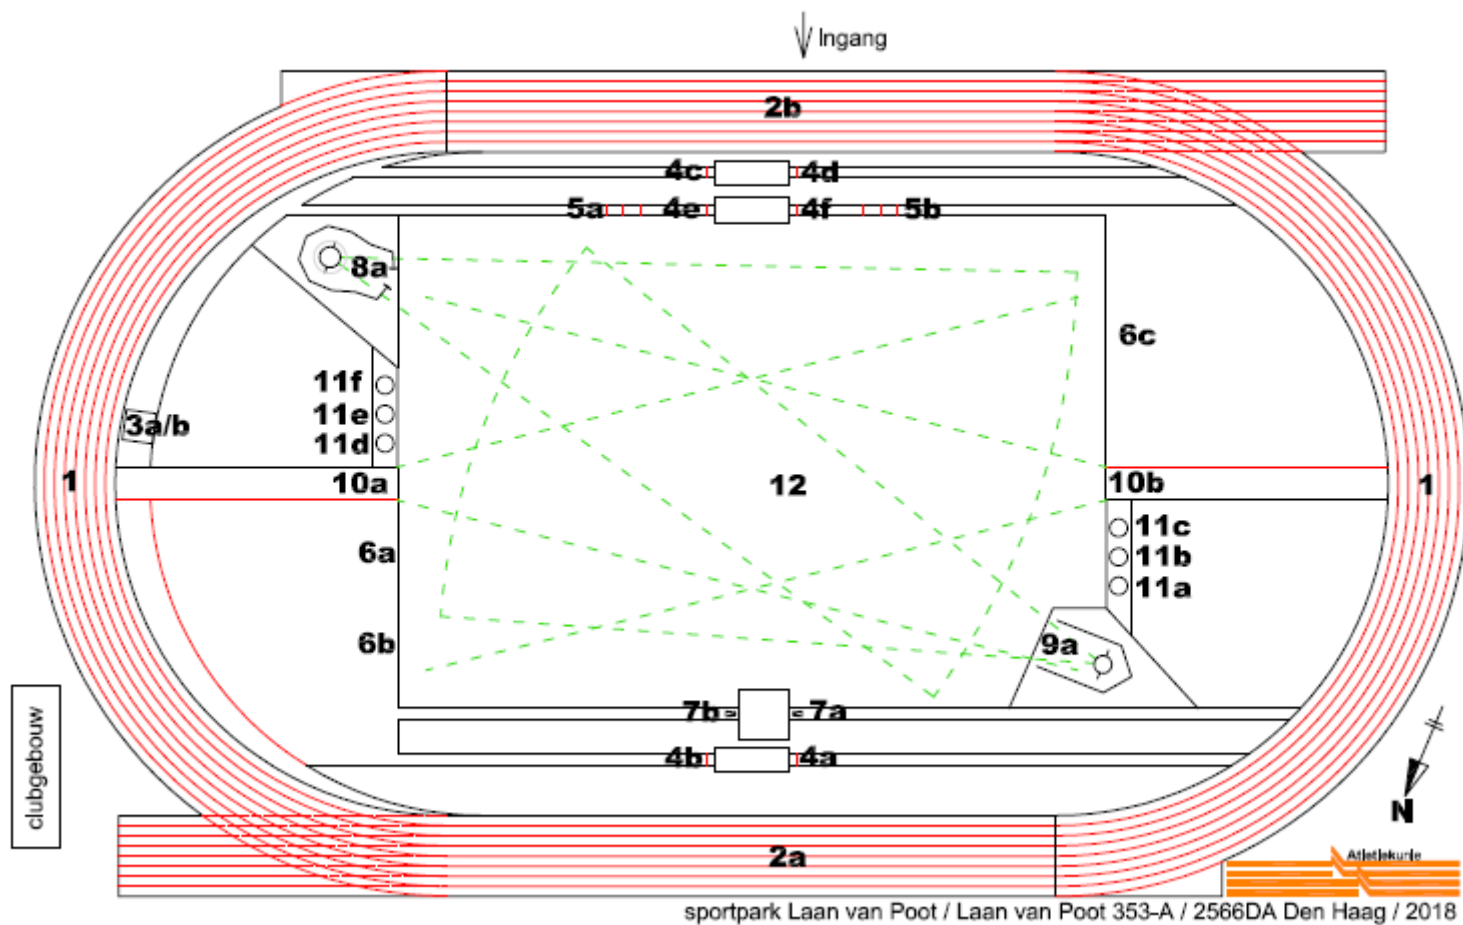 Ingang
2b
4c 4d
5a 4e 4f 5b
8a
6c
11f
11e
11d
3a/b
1 10a 12 10b 1
11c
11b
11a
6a
6b
9a
7b 7a
4b 4a
clubgebouw
N
2a
Atletiekunie
sportpark Laan van Poot / Laan van Poot 353-A / 2566DA Den Haag / 2018